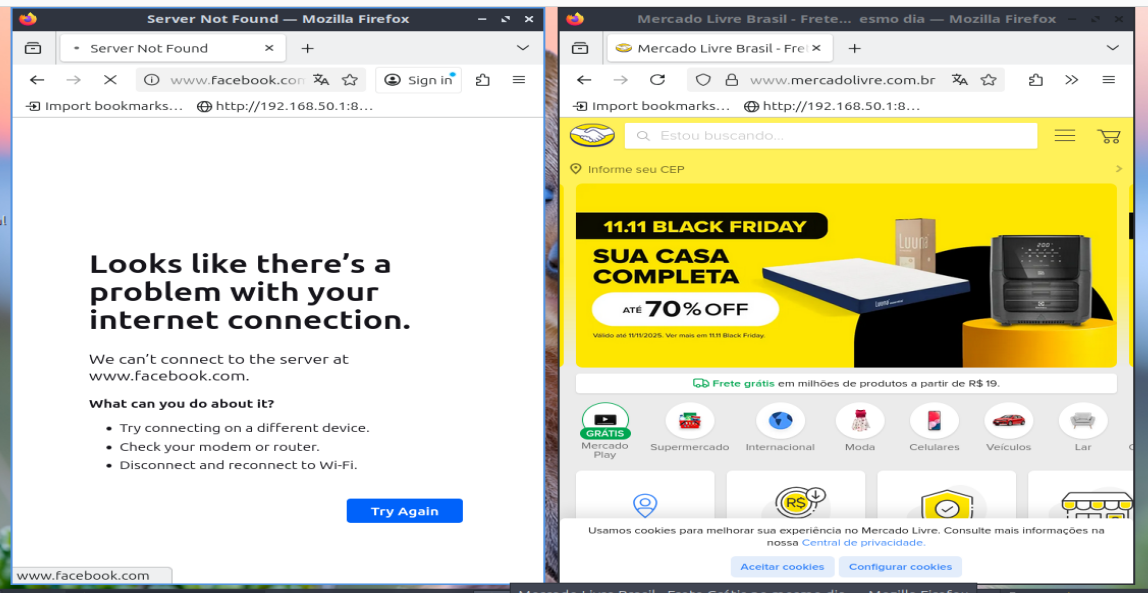 Server Not Found — Mozilla Firefox
Server Not Found
www.facebook.com
Sign in
Import bookmarks...
http://192.168.50.1:8...
Looks like there's a
problem with your
internet connection.
We can't connect to the server at
www.facebook.com.
What can you do about it?
• Try connecting on a different device.
• Check your modem or router.
• Disconnect and reconnect to Wi-Fi.
Try Again
www.facebook.com
Mercado Livre Brasil - Frete... esmo dia — Mozilla Firefox
Mercado Livre Brasil - Fre
www.mercadolivre.com.br
Import bookmarks...
http://192.168.50.1:8...
Estou buscando...
Informe seu CEP
11.11 BLACK FRIDAY
SUA CASA
COMPLETA
ATÉ 70% OFF
Válido até 11/11/2025. Ver mais em 11.11 Black Friday.
Luuna
Luuna
200
Frete grátis em milhões de produtos a partir de R$ 19.
GRÁTIS
Mercado
Play
Supermercado
Internacional
Moda
Celulares
Veículos
Lar
R$
Usamos cookies para melhorar sua experiência no Mercado Livre. Consulte mais informações na
nossa Central de privacidade.
Aceitar cookies
Configurar cookies
Mercado Livre Brasil - Frete Grátis no mesmo dia — Mozilla Firefox